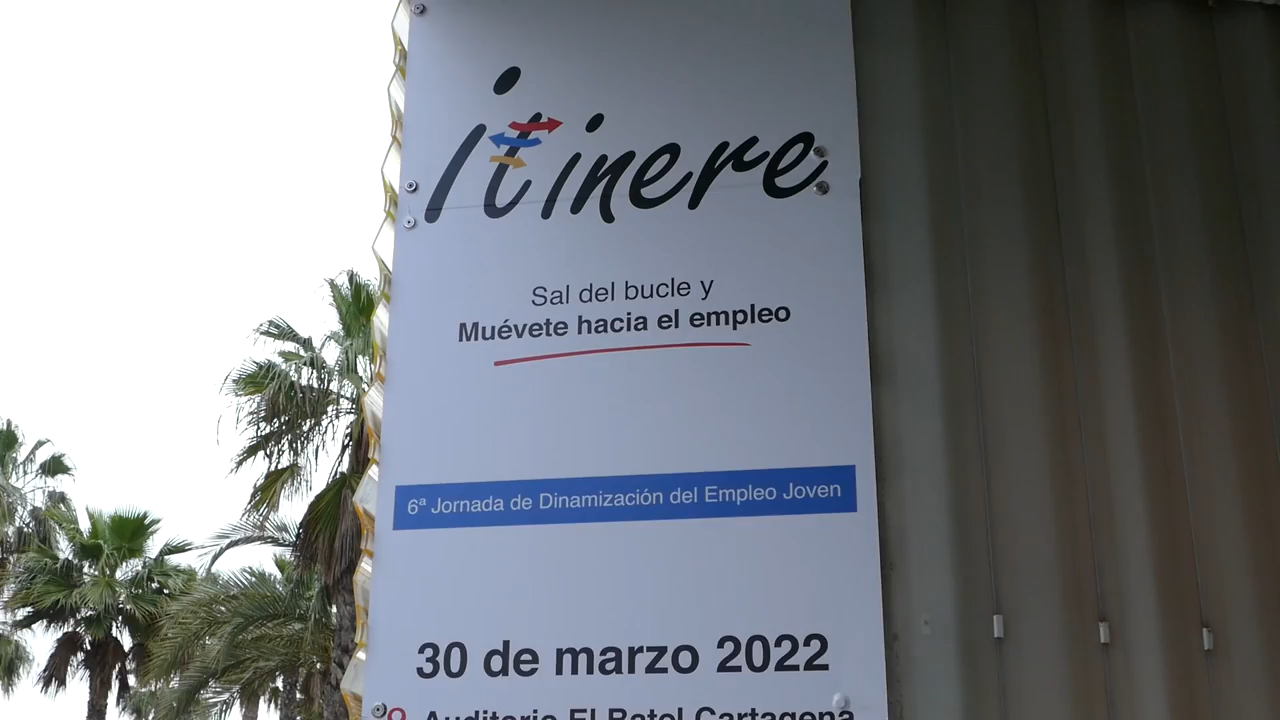 itinere
Sal del bucle y
Muévete hacia el empleo
6ª Jornada de Dinamización del Empleo Joven
30 de marzo 2022
Auditorio El Batel Cartagena